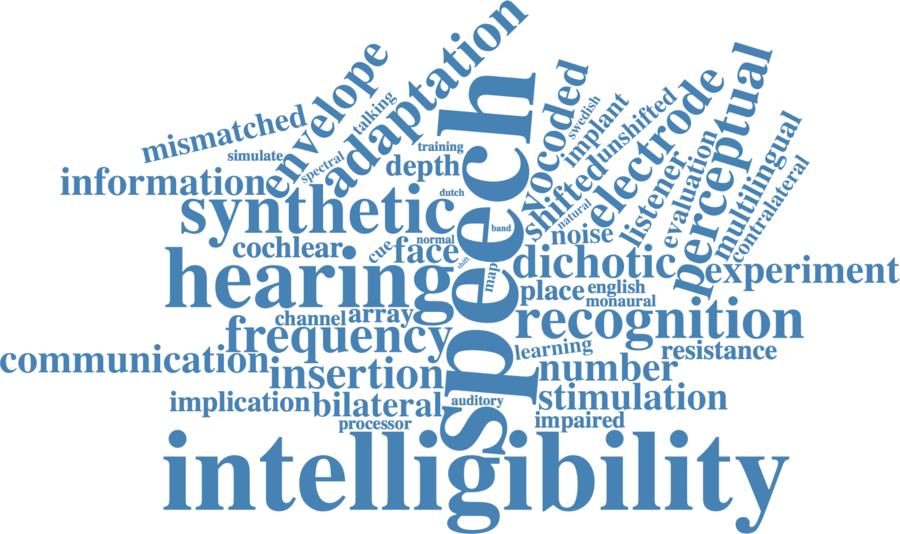 adaptation
envelope
talking
mismatched
simulate
spectral
training
depth
information
synthetic
dutch
speech
vocoded
swedish
implant
unshifted
shifted
natural
electrode
listener
evaluation
perceptual
multilingual
contralateral
band
noise
cochlear
cue
normal
face
shift
map
hearing
dichotic
experiment
place
english
monaural
channel
array
frequency
recognition
learning
resistance
communication
insertion
number
implication
bilateral
auditory
stimulation
processor
impaired
intelligibility